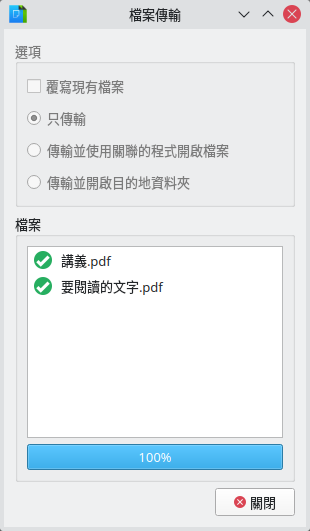 檔案傳輸
選項
覆寫現有檔案
只傳輸
傳輸並使用關聯的程式開啟檔案
傳輸並開啟目的地資料夾
檔案
講義.pdf
要閱讀的文字.pdf
100%
關閉